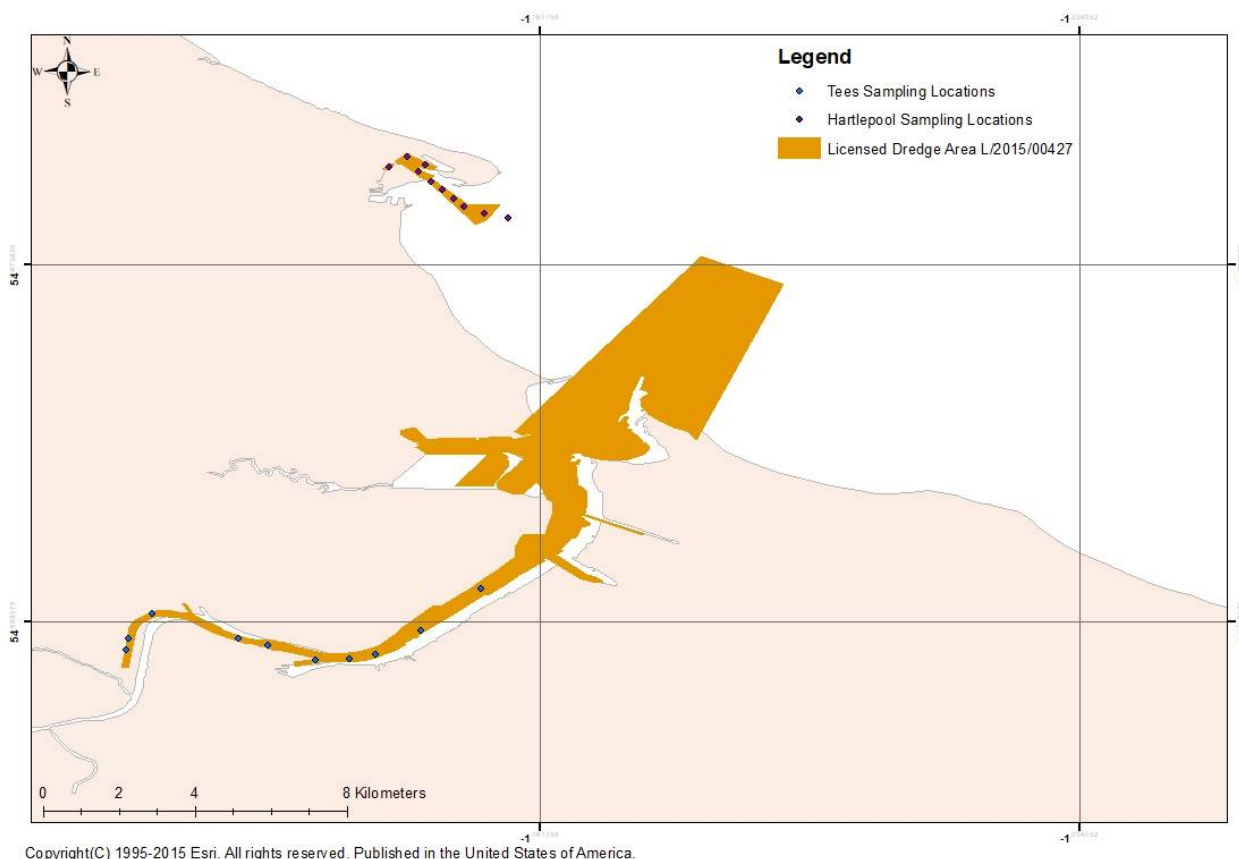 -1
-1
N
W E
S
Legend
Tees Sampling Locations
Hartlepool Sampling Locations
Licensed Dredge Area L/2015/00427
54
54
0 2 4 8 Kilometers
-1
-1
Copyright(C) 1995-2015 Esri. All rights reserved. Published in the United States of America.